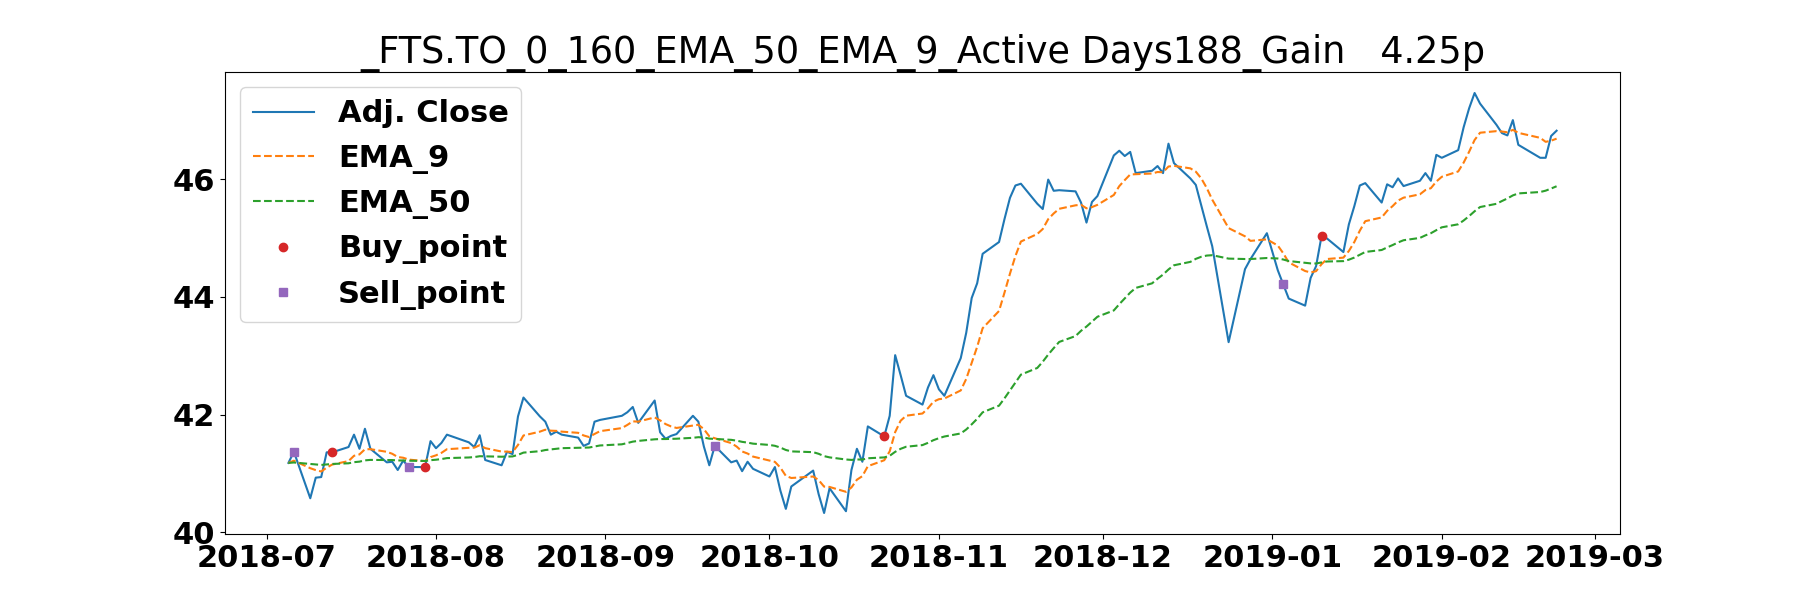 _FTS.TO_0_160_EMA_50_EMA_9_Active Days188_Gain   4.25p
Adj. Close
EMA_9
EMA_50
Buy_point
Sell_point
46
44
42
40
2018-07 2018-08 2018-09 2018-10 2018-11 2018-12 2019-01 2019-02 2019-03